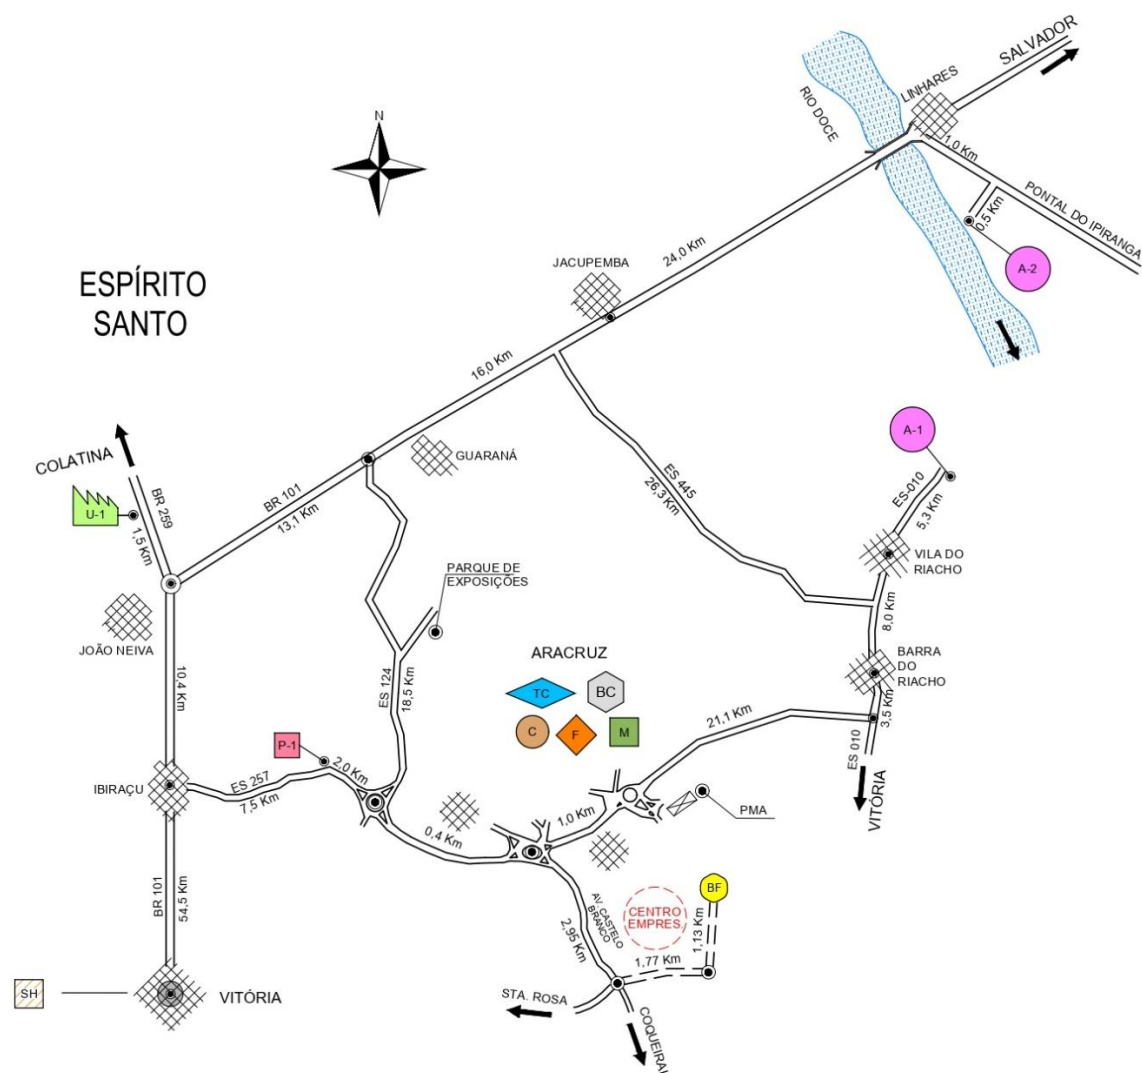 SALVADOR
LINHARES
RIO DOCE
1,0 Km
N
PONTAL DO IPIRANGA
0,5 Km
24,0 Km
A-2
JACUPEMBA
ESPÍRITO
SANTO
16,0 Km
A-1
COLATINA
GUARANÁ
BR 259
BR 101
13,1 Km
ES 445
26,3 Km
ES-010
5,3 Km
U-1
1,5 Km
VILA DO
RIACHO
PARQUE DE
EXPOSIÇÕES
8,0 Km
JOÃO NEIVA
ARACRUZ
BARRA
DO
RIACHO
10,4 Km
ES 124
18,5 Km
TC
BC
C
F
M
21,1 Km
3,5 Km
P-1
2,0 Km
ES 010
IBIRAÇU
ES 257
7,5 Km
VITÓRIA
PMA
0,4 Km
1,0 Km
BR 101
54,5 Km
AV. CASTELO
BRANCO
2,95 Km
CENTRO
EMPRES.
BF
1,13 Km
1,77 Km
SH
VITÓRIA
STA. ROSA